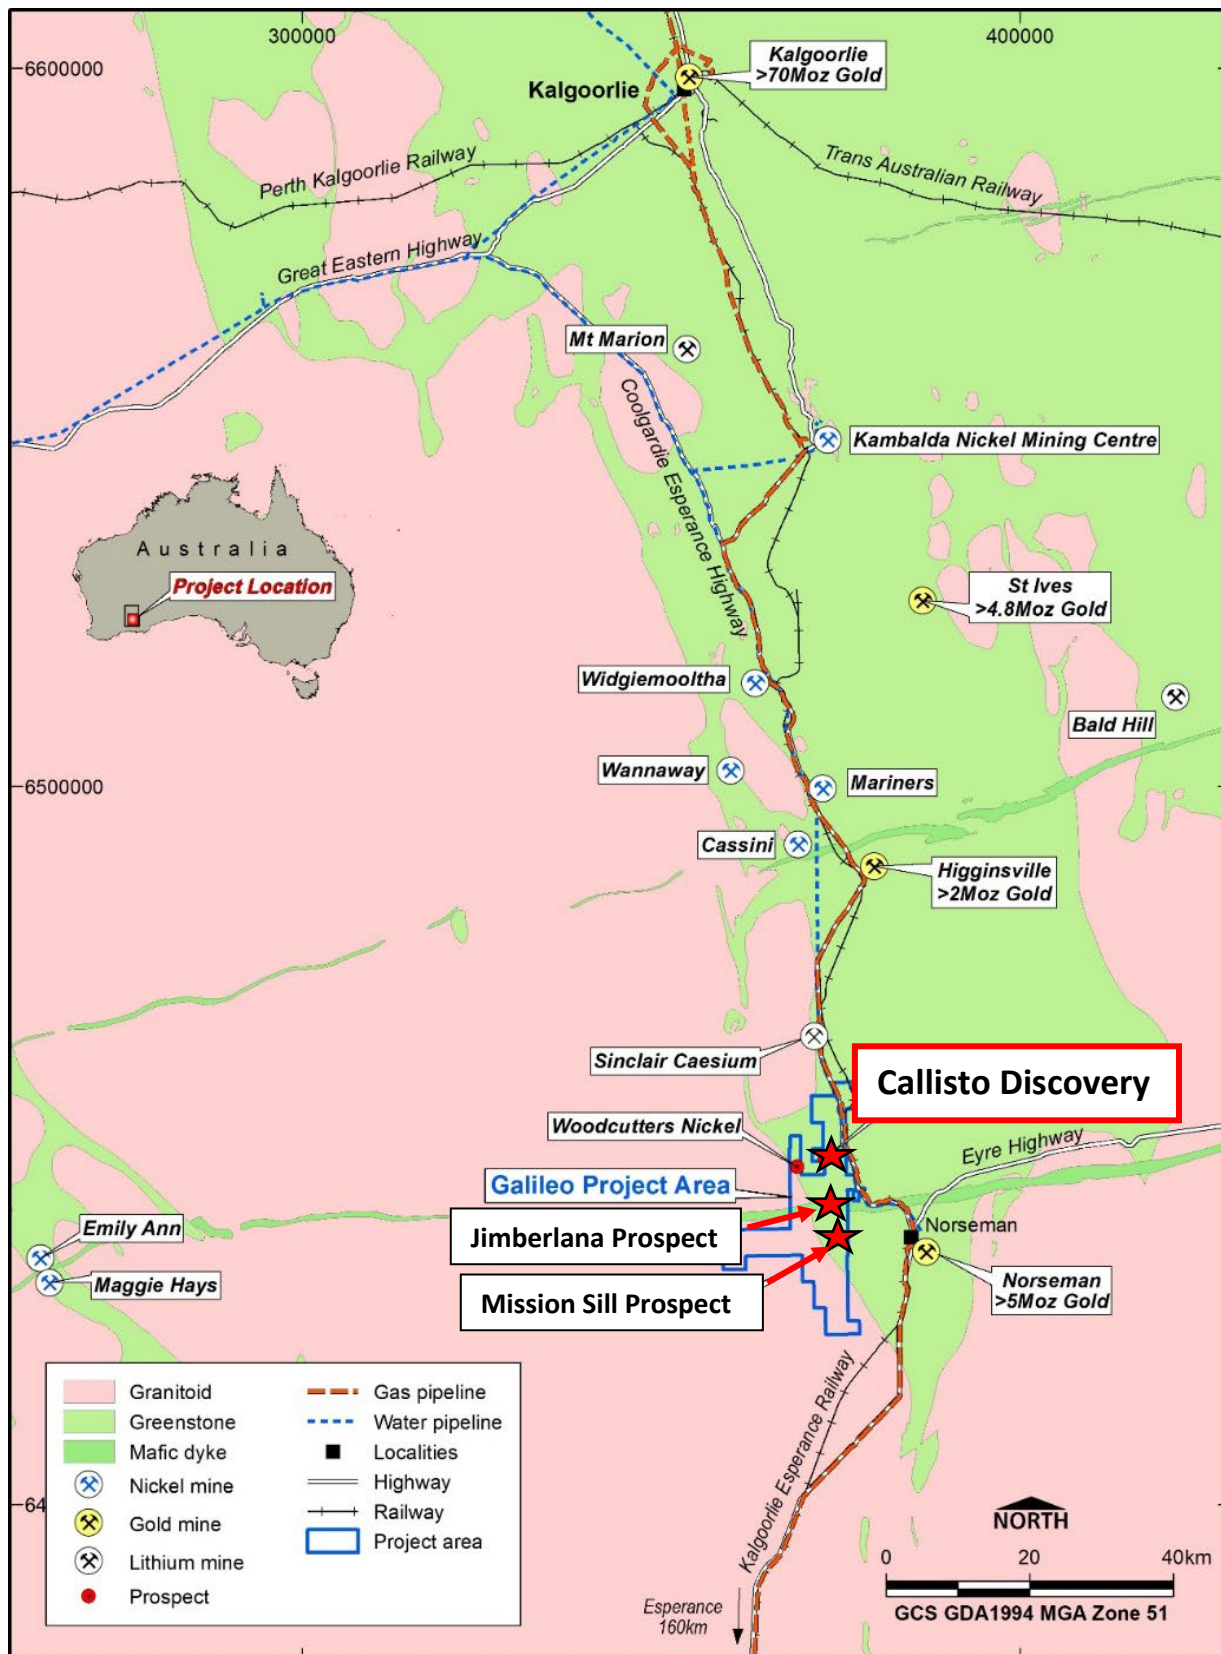 300000
400000
6600000
Kalgoorlie
>70Moz Gold
Kalgoorlie
Perth Kalgoorlie Railway
Trans Australian Railway
Great Eastern Highway
Mt Marion
Coolgardie Esperance Highway
Kambalda Nickel Mining Centre
Australia
Project Location
St Ives
>4.8Moz Gold
Widgiemooltha
Bald Hill
Wannaway
Mariners
6500000
Cassini
Higginsville
>2Moz Gold
Sinclair Caesium
Callisto Discovery
Woodcutters Nickel
Eyre Highway
Galileo Project Area
Jimberlana Prospect
Norseman
Emily Ann
Maggie Hays
Mission Sill Prospect
Norseman
>5Moz Gold
Kalgoorlie Esperance Railway
Granitoid
Greenstone
Mafic dyke
Nickel mine
Gold mine
Lithium mine
Prospect
Gas pipeline
Water pipeline
Localities
Highway
Railway
Project area
64
NORTH
0 20 40km
GCS GDA1994 MGA Zone 51
Esperance
160km